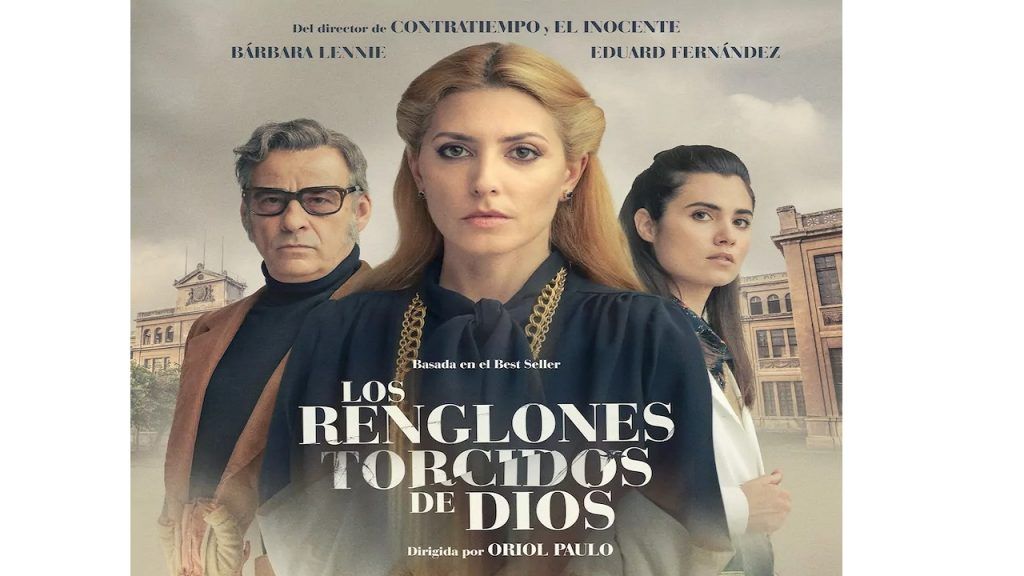 Del director de CONTRATIEMPO y EL INOCENTE
BÁRBARA LENNIE EDUARD FERNÁNDEZ
Basada en el Best Seller
LOS
RENGLONES
TORCIDOS
DE DIOS
Dirigida por ORIOL PAULO